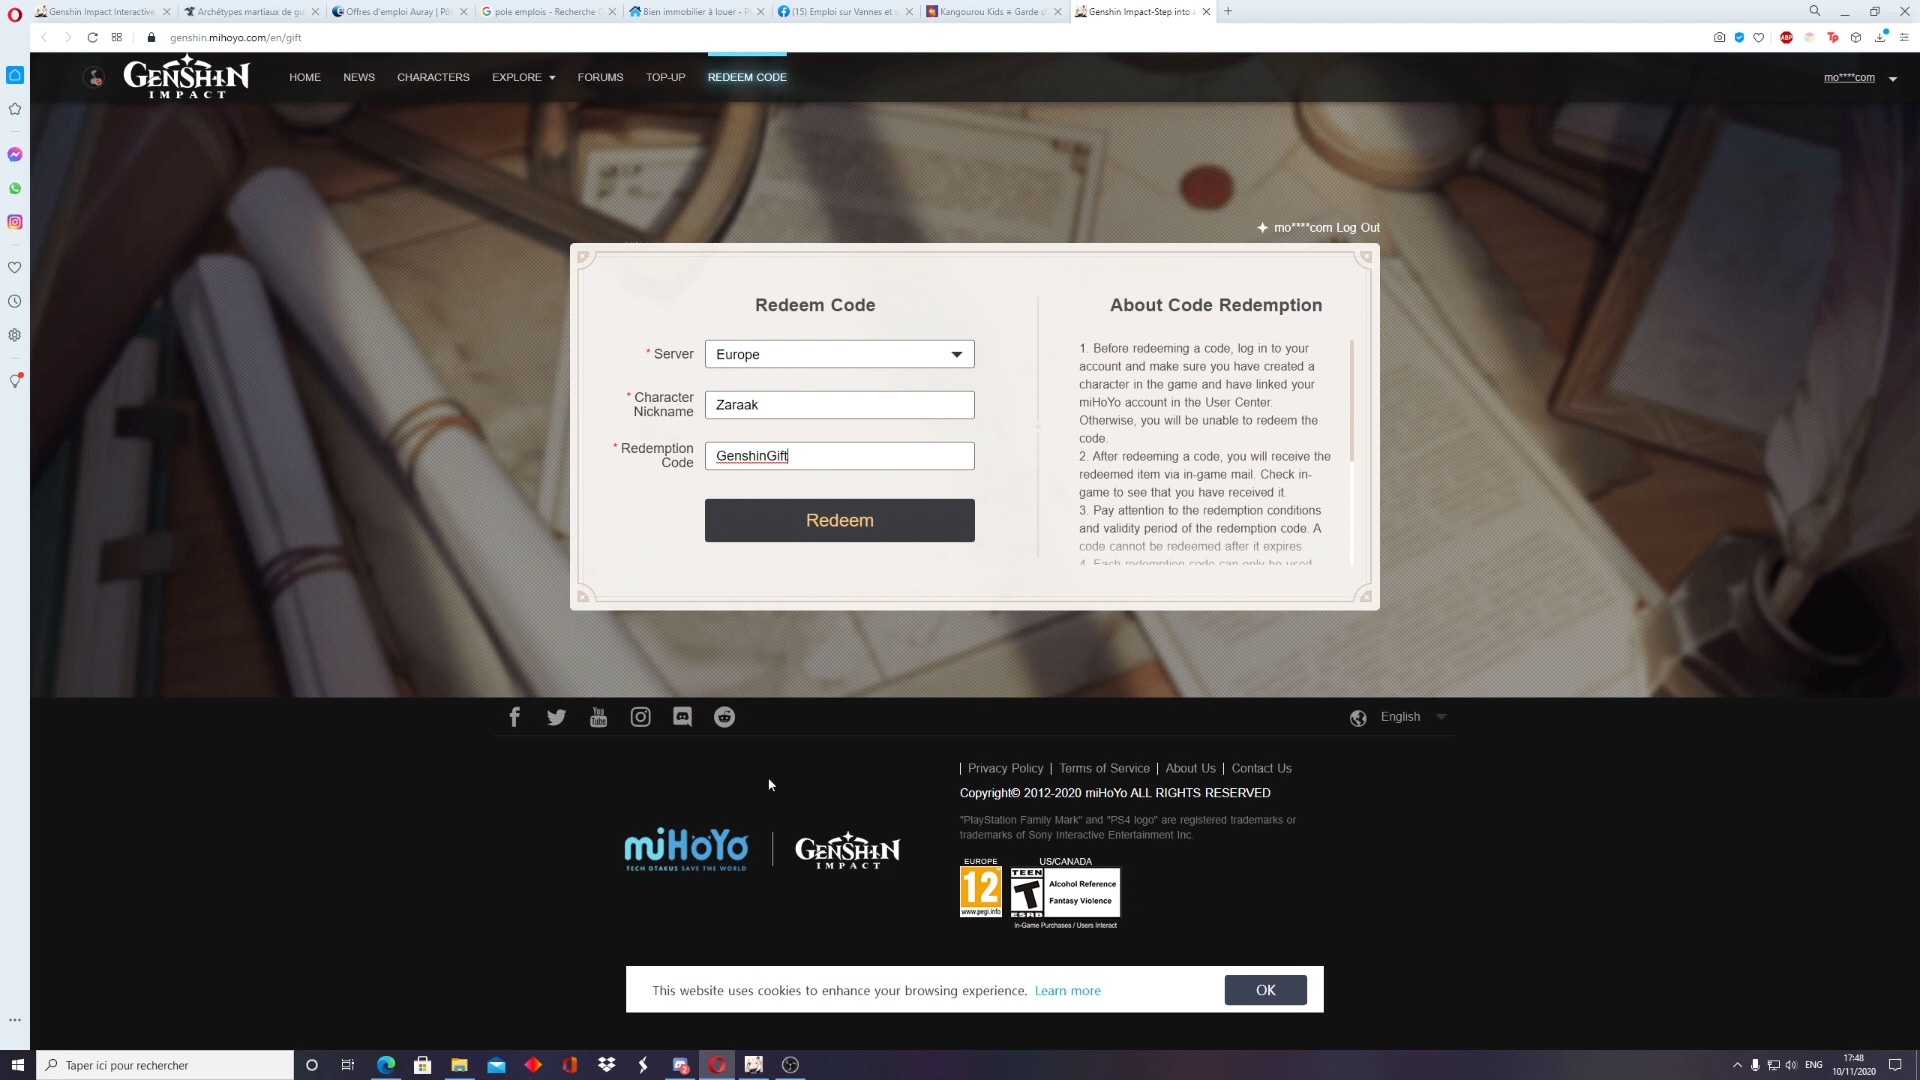 Genshin Impact Interactive
Archétypes martiaux de gu
Offres d'emploi Auray | Pôl
pole emplois - Recherche G
Bien immobilier à louer - P
(15) Emploi sur Vannes et s
Kangourou Kids = Garde d'
Genshin Impact-Step into a
genshin.mihoyo.com/en/gift
ABP
GENSHIN
IMPACT
HOME
NEWS
CHARACTERS
EXPLORE
FORUMS
TOP-UP
REDEEM CODE
mo****com
mo****com Log Out
Redeem Code
* Server
Europe
* Character
Nickname
Zaraak
* Redemption
Code
GenshinGift
Redeem
About Code Redemption
1. Before redeeming a code, log in to your
account and make sure you have created a
character in the game and have linked your
miHoYo account in the User Center.
Otherwise, you will be unable to redeem the
code.
2. After redeeming a code, you will receive the
redeemed item via in-game mail. Check in-
game to see that you have received it.
3. Pay attention to the redemption conditions
and validity period of the redemption code. A
code cannot be redeemed after it expires.
4. Each redemption code can only be used
You
Tube
English
| Privacy Policy | Terms of Service | About Us | Contact Us
Copyright© 2012-2020 miHoYo ALL RIGHTS RESERVED
"PlayStation Family Mark" and "PS4 logo" are registered trademarks or
trademarks of Sony Interactive Entertainment Inc.
miHoYo
TECH OTAKUS SAVE THE WORLD
GENSHIN
IMPACT
EUROPE
12
www.pegi.info
US/CANADA
TEEN
T
ESRB
Alcohol Reference
Fantasy Violence
In-Game Purchases / Users Interact
This website uses cookies to enhance your browsing experience. Learn more
OK
Taper ici pour rechercher
ENG
17:48
10/11/2020